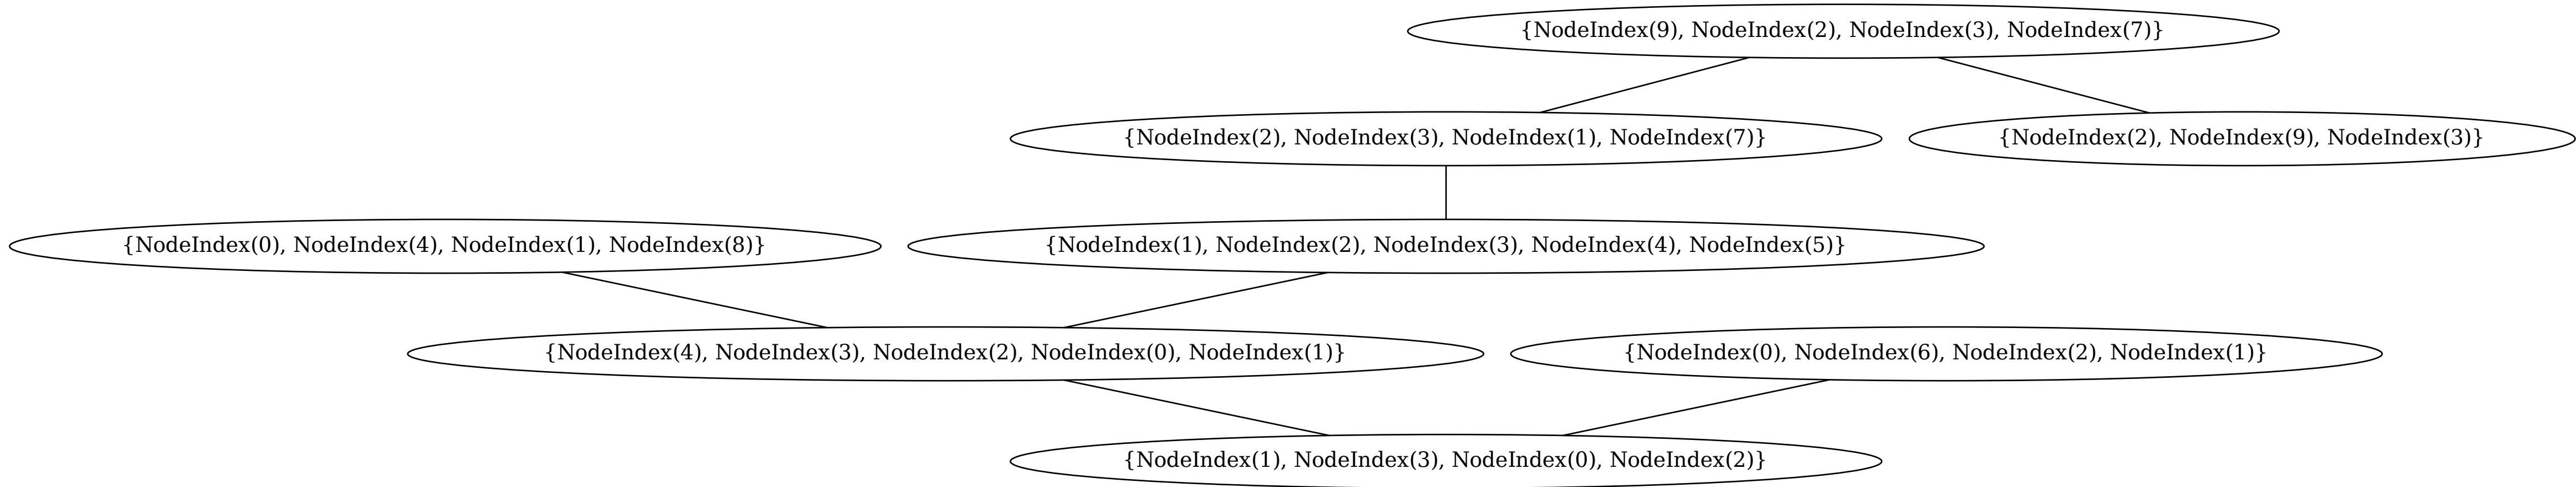 {NodeIndex(9), NodeIndex(2), NodeIndex(3), NodeIndex(7)}
{NodeIndex(2), NodeIndex(3), NodeIndex(1), NodeIndex(7)}
{NodeIndex(2), NodeIndex(9), NodeIndex(3)}
{NodeIndex(0), NodeIndex(4), NodeIndex(1), NodeIndex(8)}
{NodeIndex(1), NodeIndex(2), NodeIndex(3), NodeIndex(4), NodeIndex(5)}
{NodeIndex(4), NodeIndex(3), NodeIndex(2), NodeIndex(0), NodeIndex(1)}
{NodeIndex(0), NodeIndex(6), NodeIndex(2), NodeIndex(1)}
{NodeIndex(1), NodeIndex(3), NodeIndex(0), NodeIndex(2)}